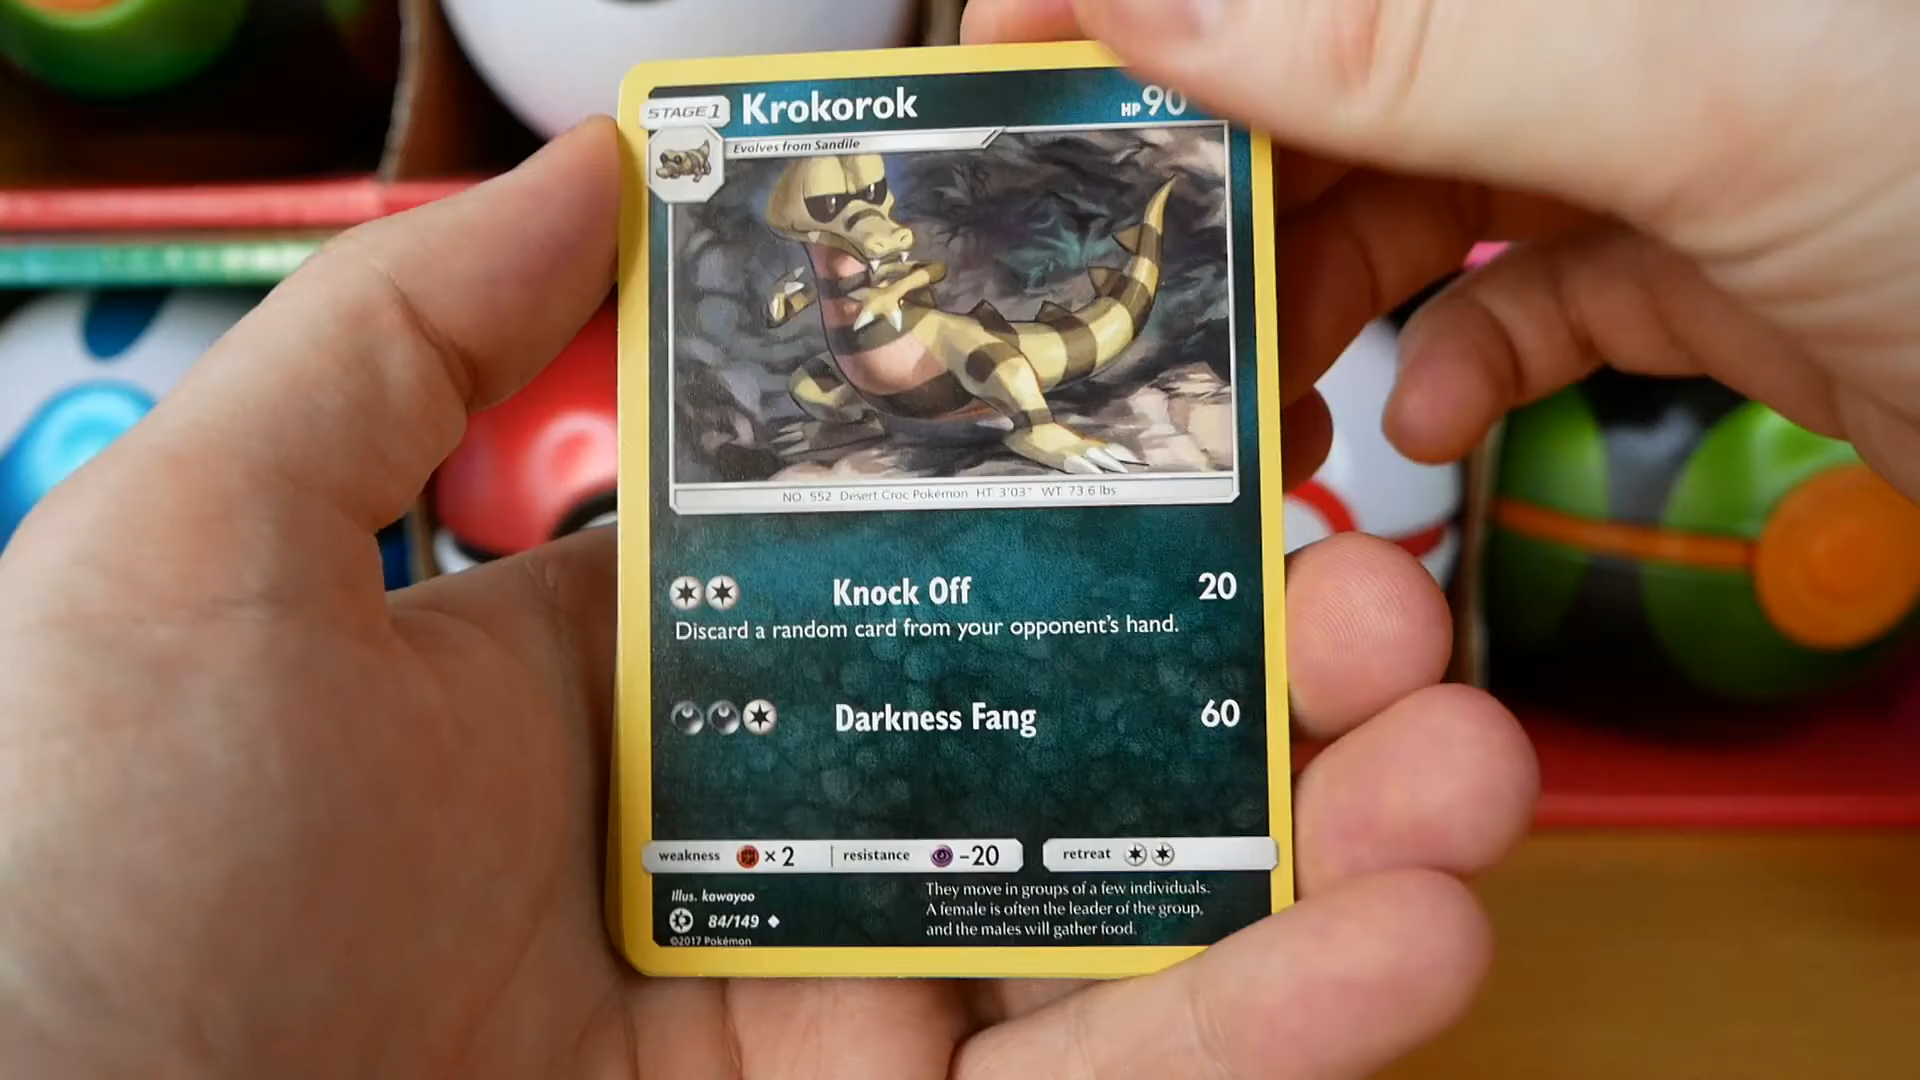 STAGE 1 Krokorok HP 90
Evolves from Sandile
NO. 552 Desert Croc Pokémon HT: 3'03" WT: 73.6 lbs
Knock Off 20
Discard a random card from your opponent's hand.
Darkness Fang 60
weakness × 2 resistance -20 retreat
Illus. kawayoo
84/149
©2017 Pokémon
They move in groups of a few individuals.
A female is often the leader of the group,
and the males will gather food.